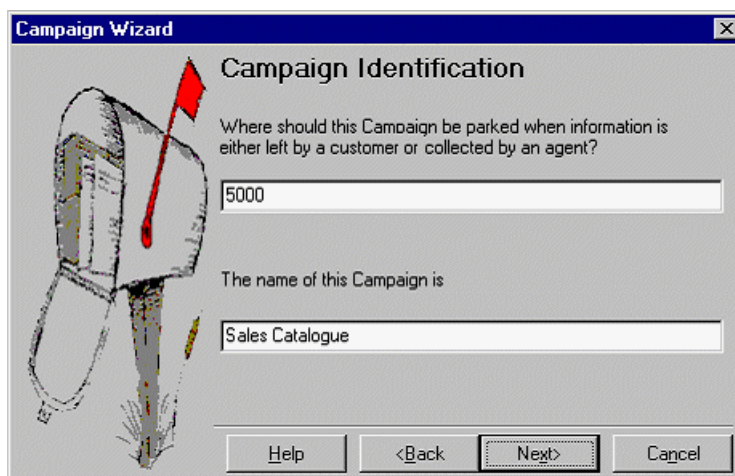 Campaign Wizard
Campaign Identification
Where should this Campaign be parked when information is
either left by a customer or collected by an agent?
5000
The name of this Campaign is
Sales Catalogue
Help
<Back
Next>
Cancel